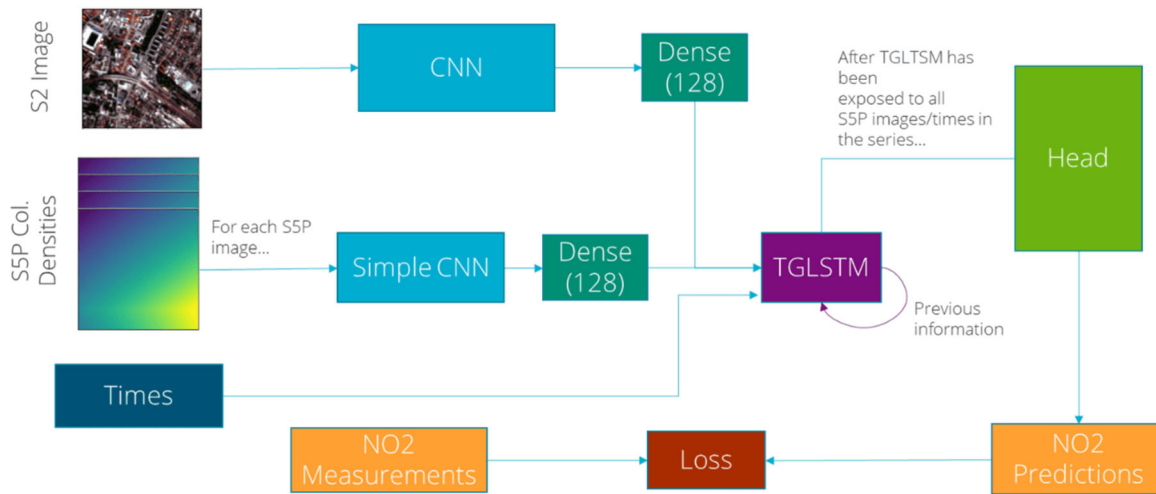 S2 Image
CNN
Dense
(128)
After TGLTSM has
been
exposed to all
S5P images/times in
the series...
Head
S5P Col.
Densities
For each S5P
image...
Simple CNN
Dense
(128)
TGLSTM
Previous
information
Times
NO2
Measurements
Loss
NO2
Predictions